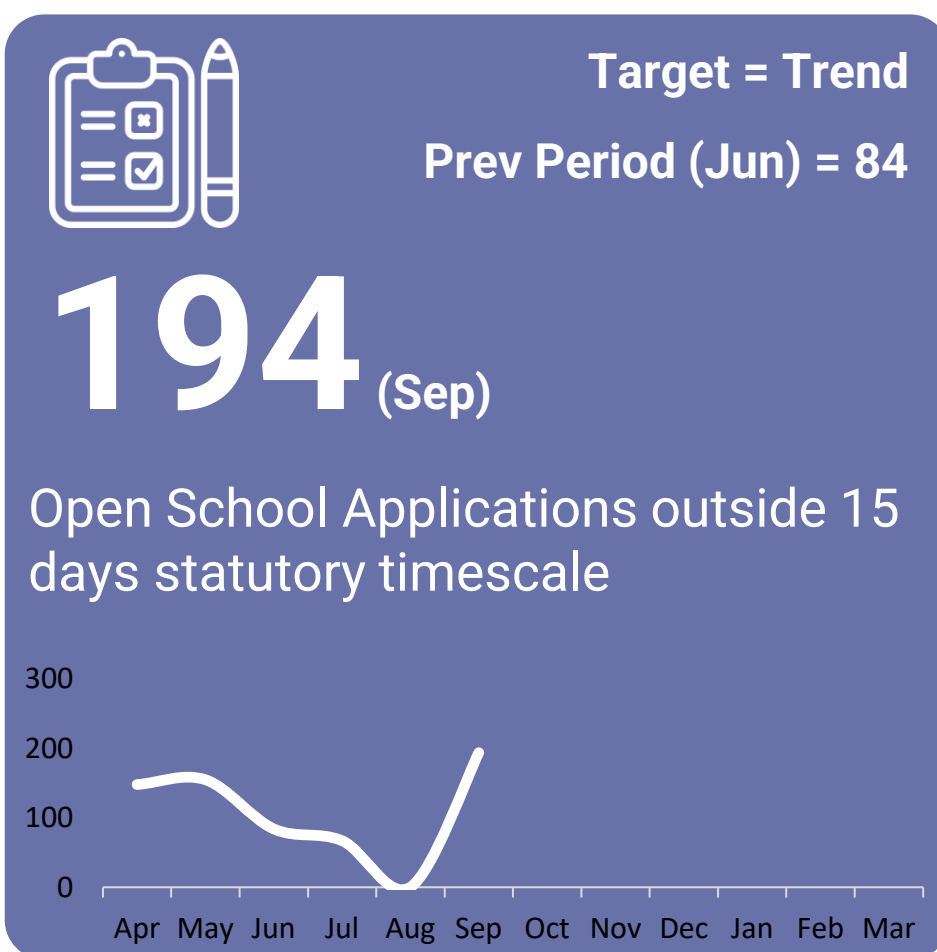 Target = Trend
Prev Period (Jun) = 84
194 (Sep)
Open School Applications outside 15
days statutory timescale
300
200
100
0
Apr May Jun Jul Aug Sep Oct Nov Dec Jan Feb Mar